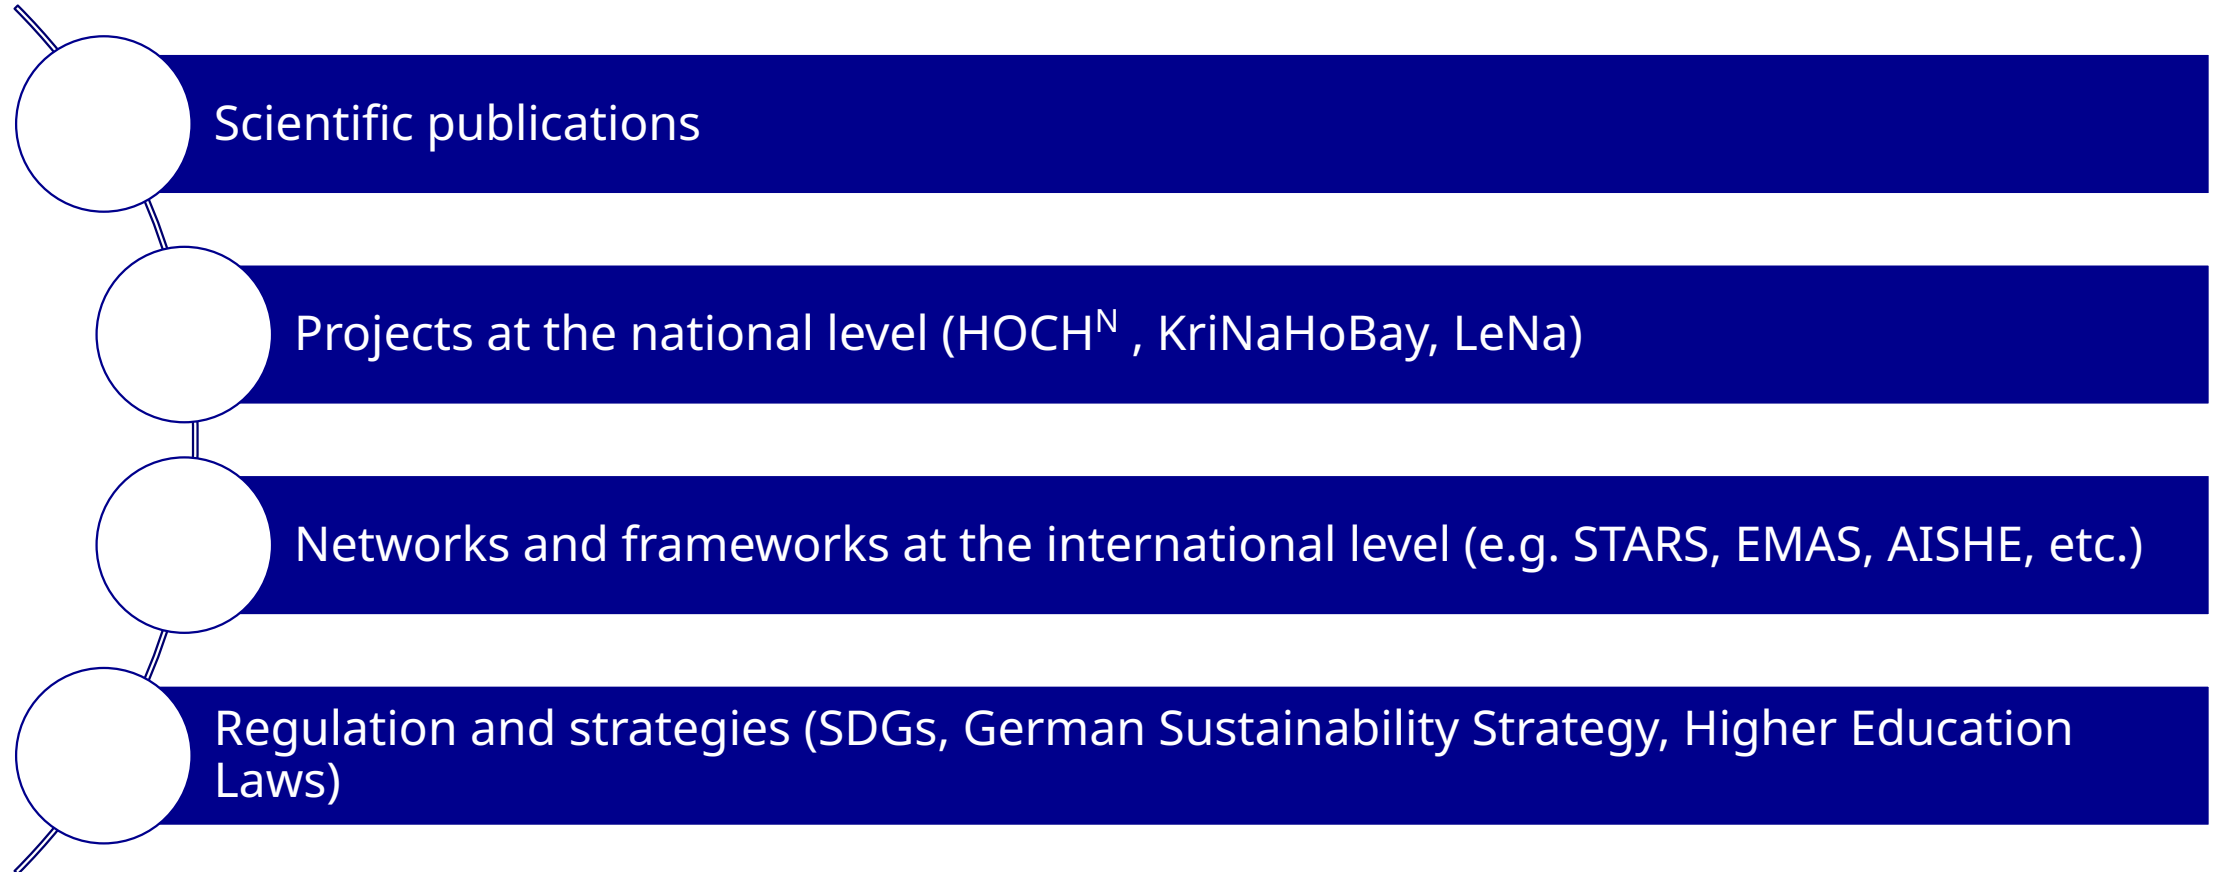 Scientific publications
Projects at the national level (HOCHᴺ , KriNaHoBay, LeNa)
Networks and frameworks at the international level (e.g. STARS, EMAS, AISHE, etc.)
Regulation and strategies (SDGs, German Sustainability Strategy, Higher Education
Laws)